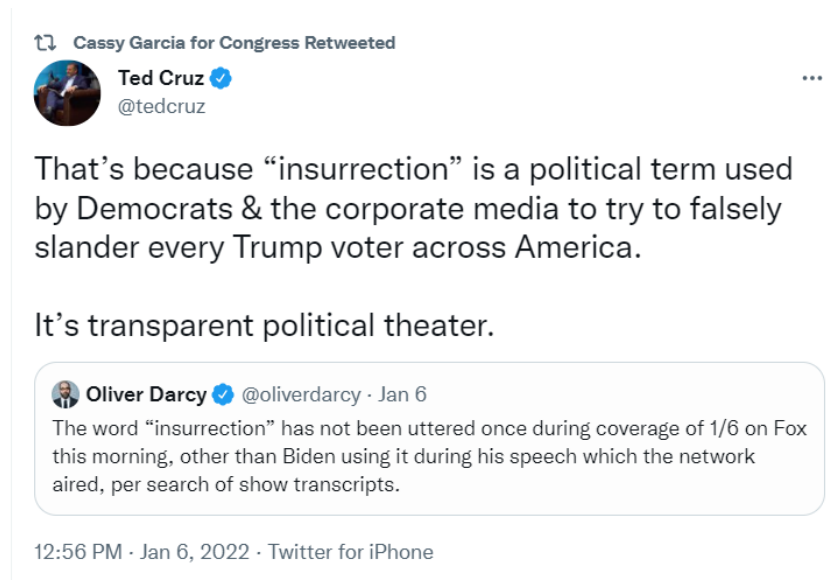 Cassy Garcia for Congress Retweeted
Ted Cruz
@tedcruz
That’s because “insurrection” is a political term used
by Democrats & the corporate media to try to falsely
slander every Trump voter across America.
It’s transparent political theater.
Oliver Darcy @oliverdarcy · Jan 6
The word “insurrection” has not been uttered once during coverage of 1/6 on Fox
this morning, other than Biden using it during his speech which the network
aired, per search of show transcripts.
12:56 PM · Jan 6, 2022 · Twitter for iPhone